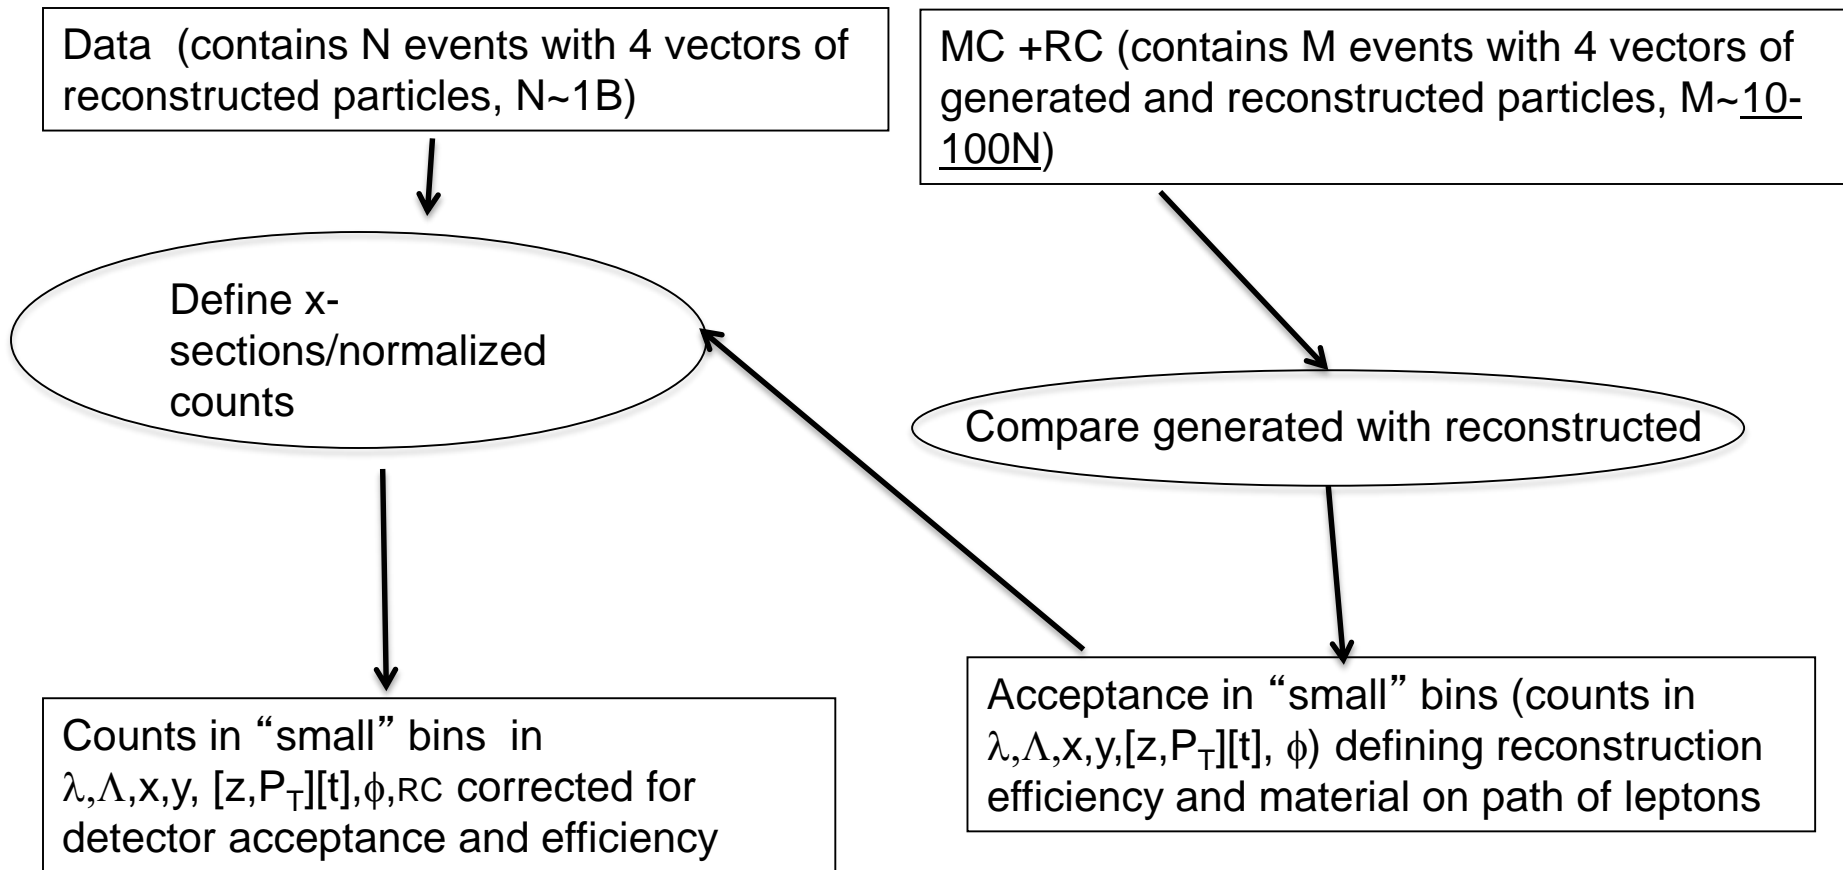 Data (contains N events with 4 vectors of
reconstructed particles, N~1B)
MC +RC (contains M events with 4 vectors of
generated and reconstructed particles, M~10-
100N)
Define x-
sections/normalized
counts
Compare generated with reconstructed
Counts in “small” bins in
λ,Λ,x,y, [z,P_T][t],ϕ,RC corrected for
detector acceptance and efficiency
Acceptance in “small” bins (counts in
λ,Λ,x,y,[z,P_T][t], ϕ) defining reconstruction
efficiency and material on path of leptons